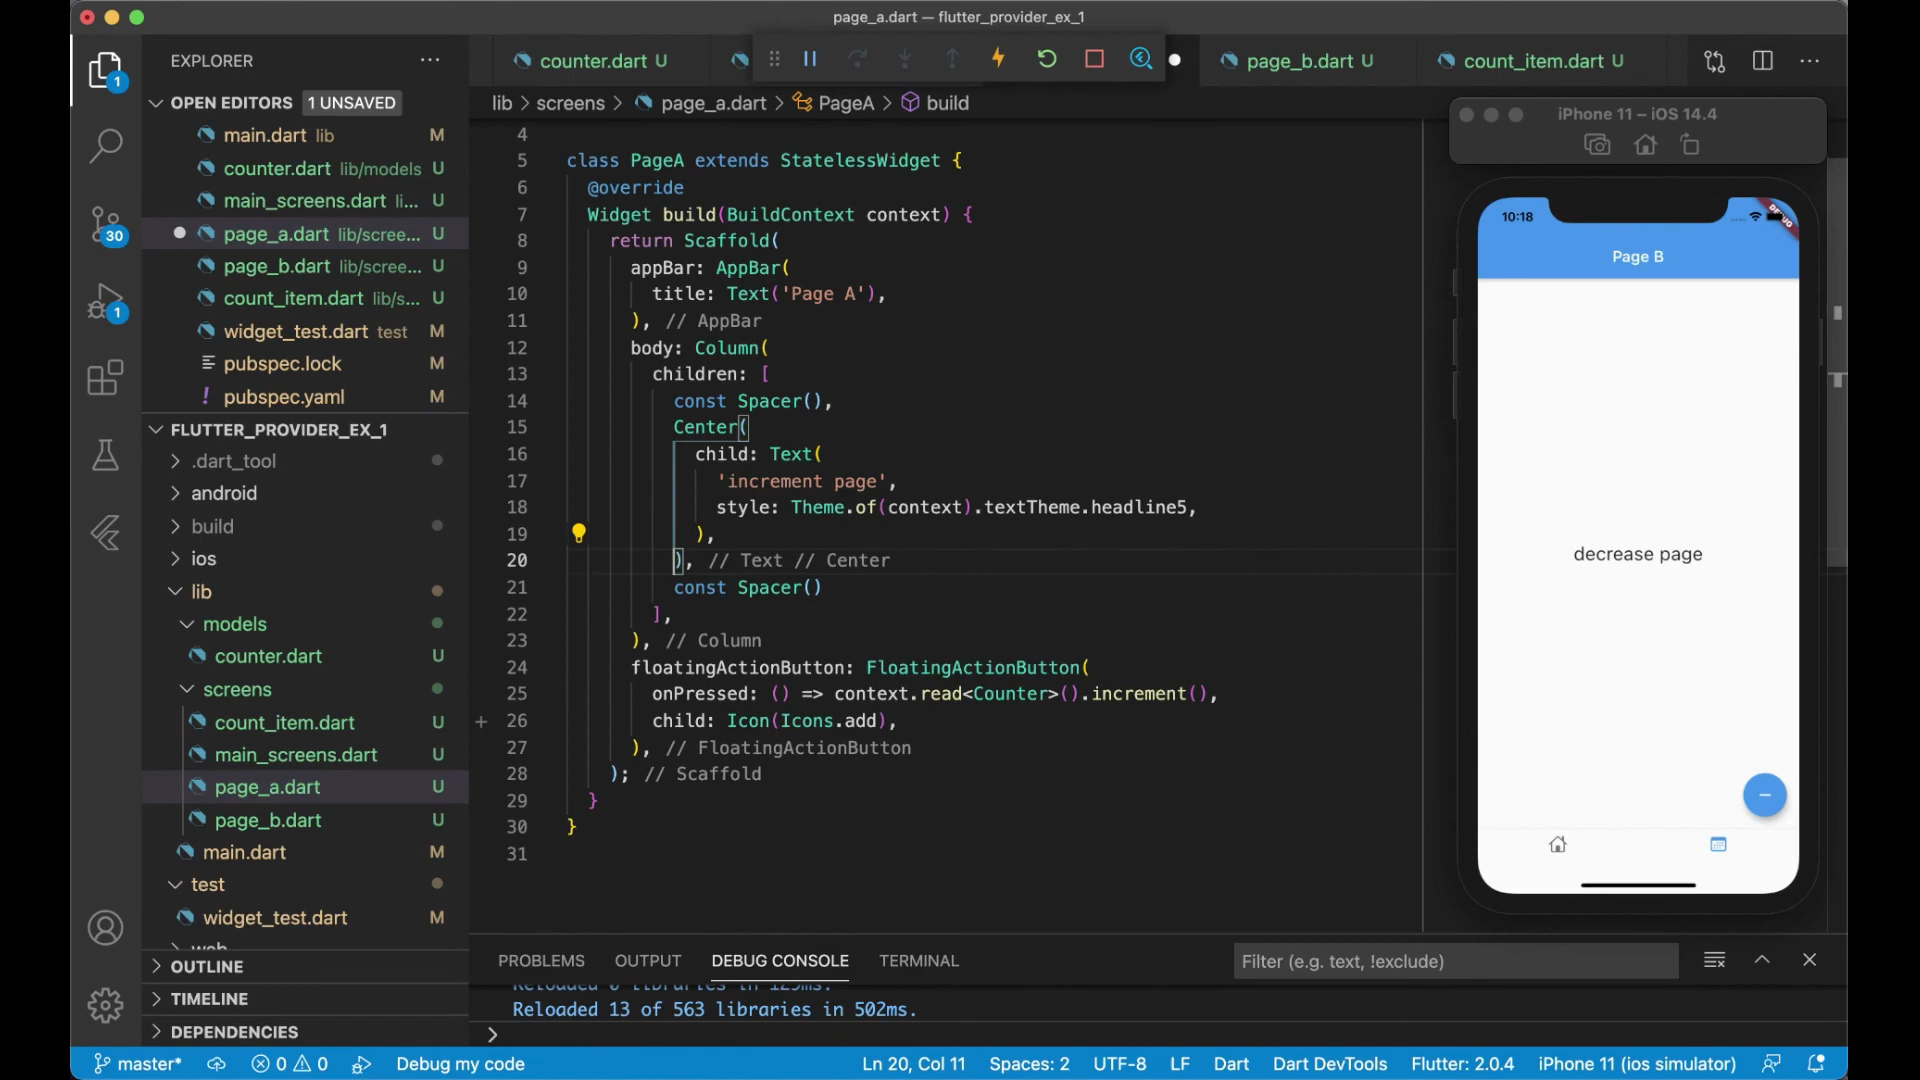 page_a.dart — flutter_provider_ex_1
EXPLORER
counter.dart U
page_b.dart U
count_item.dart U
OPEN EDITORS 1 UNSAVED
main.dart lib M
counter.dart lib/models U
main_screens.dart li... U
page_a.dart lib/scree... U
page_b.dart lib/scree... U
count_item.dart lib/s... U
widget_test.dart test M
pubspec.lock M
! pubspec.yaml M
FLUTTER_PROVIDER_EX_1
.dart_tool
android
build
ios
lib
models
counter.dart U
screens
count_item.dart U
main_screens.dart U
page_a.dart U
page_b.dart U
main.dart M
test
widget_test.dart M
web
OUTLINE
TIMELINE
DEPENDENCIES
1
30
1
lib > screens > page_a.dart > PageA > build
4
5 class PageA extends StatelessWidget {
6 @override
7 Widget build(BuildContext context) {
8 return Scaffold(
9 appBar: AppBar(
10 title: Text('Page A'),
11 ), // AppBar
12 body: Column(
13 children: [
14 const Spacer(),
15 Center(
16 child: Text(
17 'increment page',
18 style: Theme.of(context).textTheme.headline5,
19 ),
20 ), // Text // Center
21 const Spacer()
22 ],
23 ), // Column
24 floatingActionButton: FloatingActionButton(
25 onPressed: () => context.read<Counter>().increment(),
26 child: Icon(Icons.add),
27 ), // FloatingActionButton
28 ); // Scaffold
29 }
30 }
31
iPhone 11 – iOS 14.4
10:18
DEBUG
Page B
decrease page
PROBLEMS OUTPUT DEBUG CONSOLE TERMINAL
Filter (e.g. text, !exclude)
Reloaded 0 libraries in 129ms.
Reloaded 13 of 563 libraries in 502ms.
>
master* 0 0 Debug my code Ln 20, Col 11 Spaces: 2 UTF-8 LF Dart Dart DevTools Flutter: 2.0.4 iPhone 11 (ios simulator)